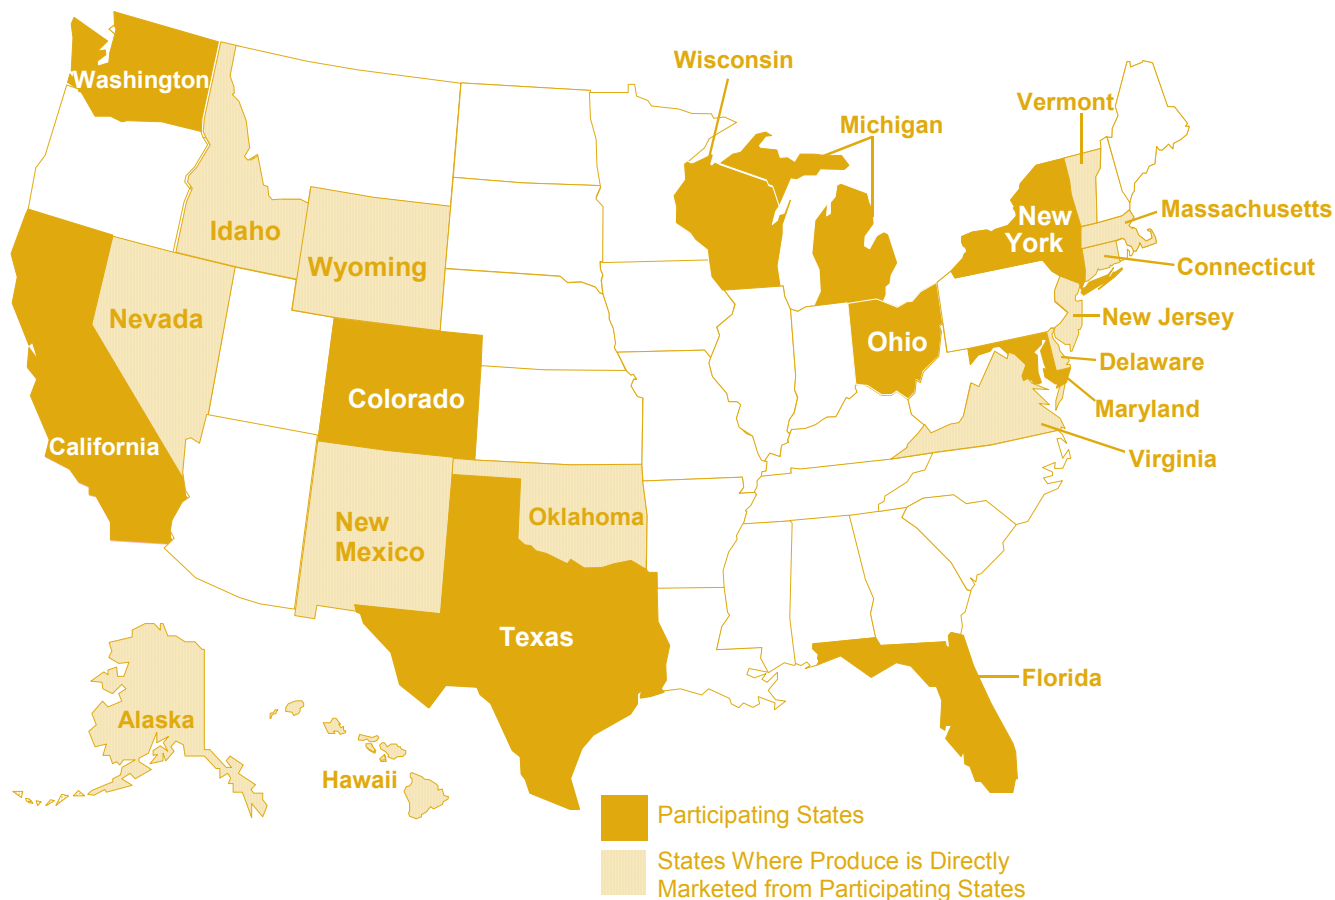 Wisconsin
Washington
Vermont
Michigan
Massachusetts
New
York
Idaho
Wyoming
Connecticut
Nevada
New Jersey
Ohio
Delaware
Colorado
Maryland
California
Virginia
Oklahoma
New
Mexico
Texas
Florida
Alaska
Hawaii
Participating States
States Where Produce is Directly
Marketed from Participating States